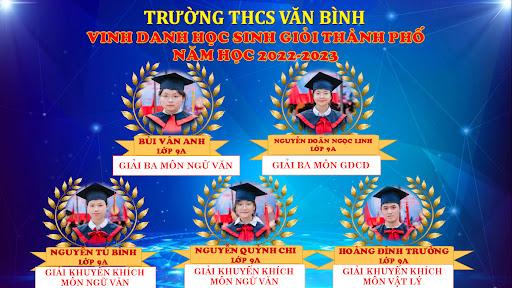 TRƯỜNG THCS VĂN BÌNH
VINH DANH HỌC SINH GIỎI THÀNH PHỐ
NĂM HỌC 2022-2023
BÙI VÂN ANH
LỚP 9A
GIẢI BA MÔN NGỮ VĂN
NGUYỄN ĐOÀN NGỌC LINH
LỚP 9A
GIẢI BA MÔN GDCD
NGUYỄN TÚ BÌNH
LỚP 9A
GIẢI KHUYẾN KHÍCH
MÔN NGỮ VĂN
NGUYỄN QUỲNH CHI
LỚP 9A
GIẢI KHUYẾN KHÍCH
MÔN NGỮ VĂN
HOÀNG ĐỊNH TRƯỜNG
LỚP 9A
GIẢI KHUYẾN KHÍCH
MÔN VẬT LÝ